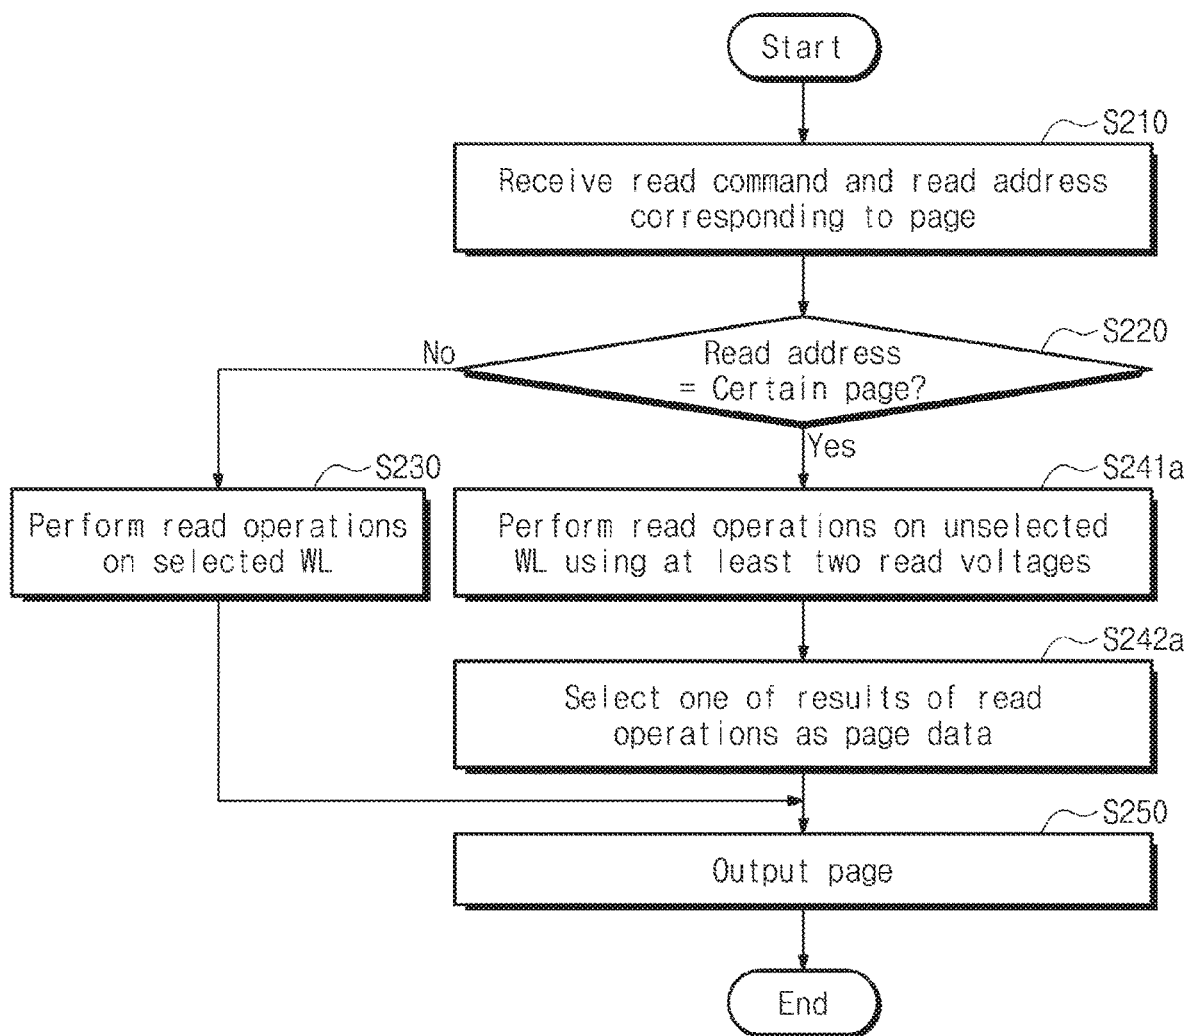 Start
S210
Receive read command and read address
corresponding to page
S220
No
Read address
= Certain page?
Yes
S230
Perform read operations
on selected WL
S241a
Perform read operations on unselected
WL using at least two read voltages
S242a
Select one of results of read
operations as page data
S250
Output page
End